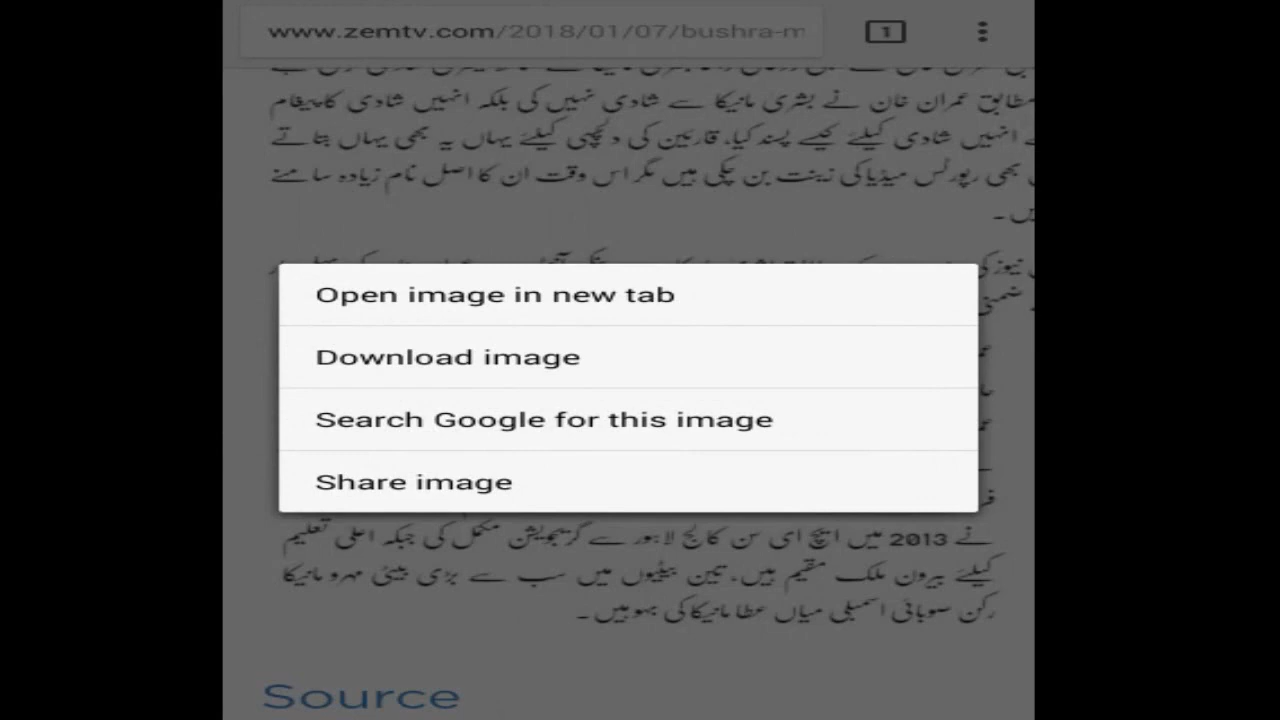 www.zemtv.com/2018/01/07/bushra-m
1
مطابق عمران خان نے بشریٰ مانیکا سے شادی نہیں کی بلکہ انہیں شادی کا پیغام
انہیں شادی کیلئے کیسے پسند کیا، قارئین کی دلچسپی کیلئے یہاں یہ بھی یہاں بتاتے
بھی رپورٹس میڈیا کی زینت بن چکی ہیں مگر اس وقت ان کا اصل نام زیادہ سامنے
نیوز کی
ضمنی
Open image in new tab
Download image
Search Google for this image
Share image
نے 2013 میں ایچ ای سن کالج لاہور سے گریجویشن مکمل کی جبکہ اعلیٰ تعلیم
کیلئے بیرون ملک مقیم ہیں، تین بیٹیوں میں سب سے بڑی بیٹی مہرو مانیکا
رکن صوبائی اسمبلی میاں عطا مانیکا کی بہو ہیں۔
Source